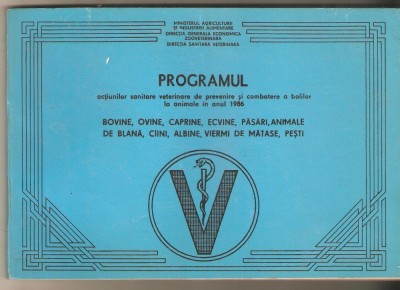 MINISTERUL AGRICULTURII
ȘI INDUSTRIEI ALIMENTARE
DIRECȚIA GENERALĂ ECONOMICĂ
ZOOVETERINARĂ
DIRECȚIA SANITARĂ VETERINARĂ
PROGRAMUL
acțiunilor sanitare veterinare de prevenire și combatere a bolilor
la animale în anul 1986
BOVINE, OVINE, CAPRINE, ECVINE, PĂSĂRI, ANIMALE
DE BLANĂ, CÎINI, ALBINE, VIERMI DE MĂTASE, PEȘTI
V